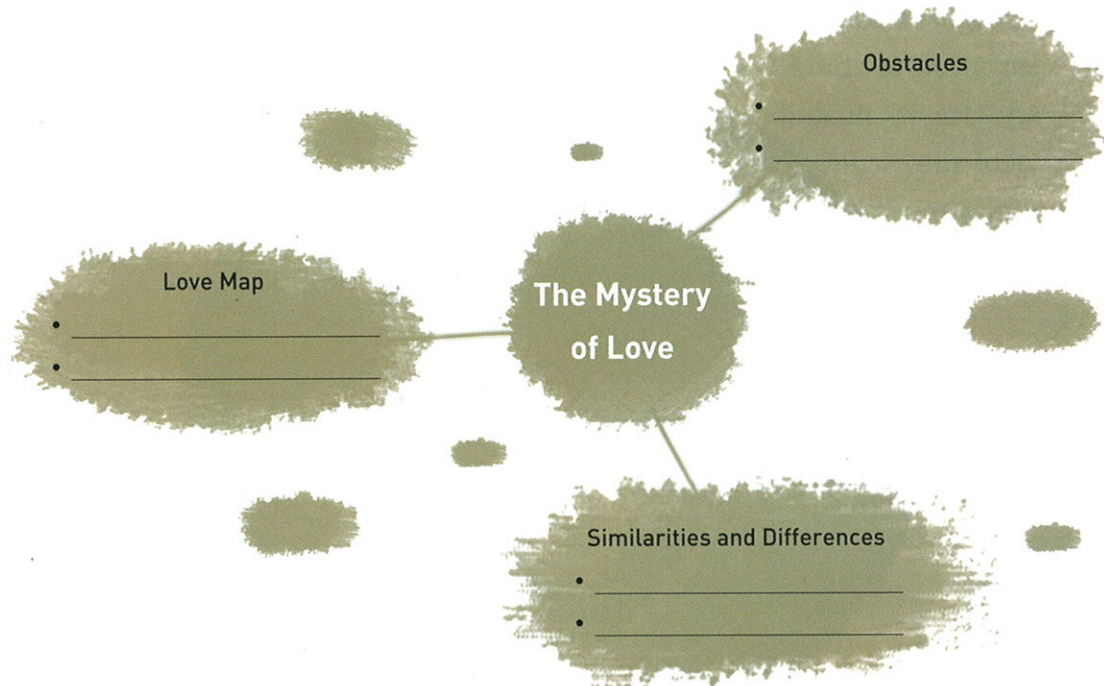 Obstacles
•
•
Love Map
•
•
The Mystery
of Love
Similarities and Differences
•
•